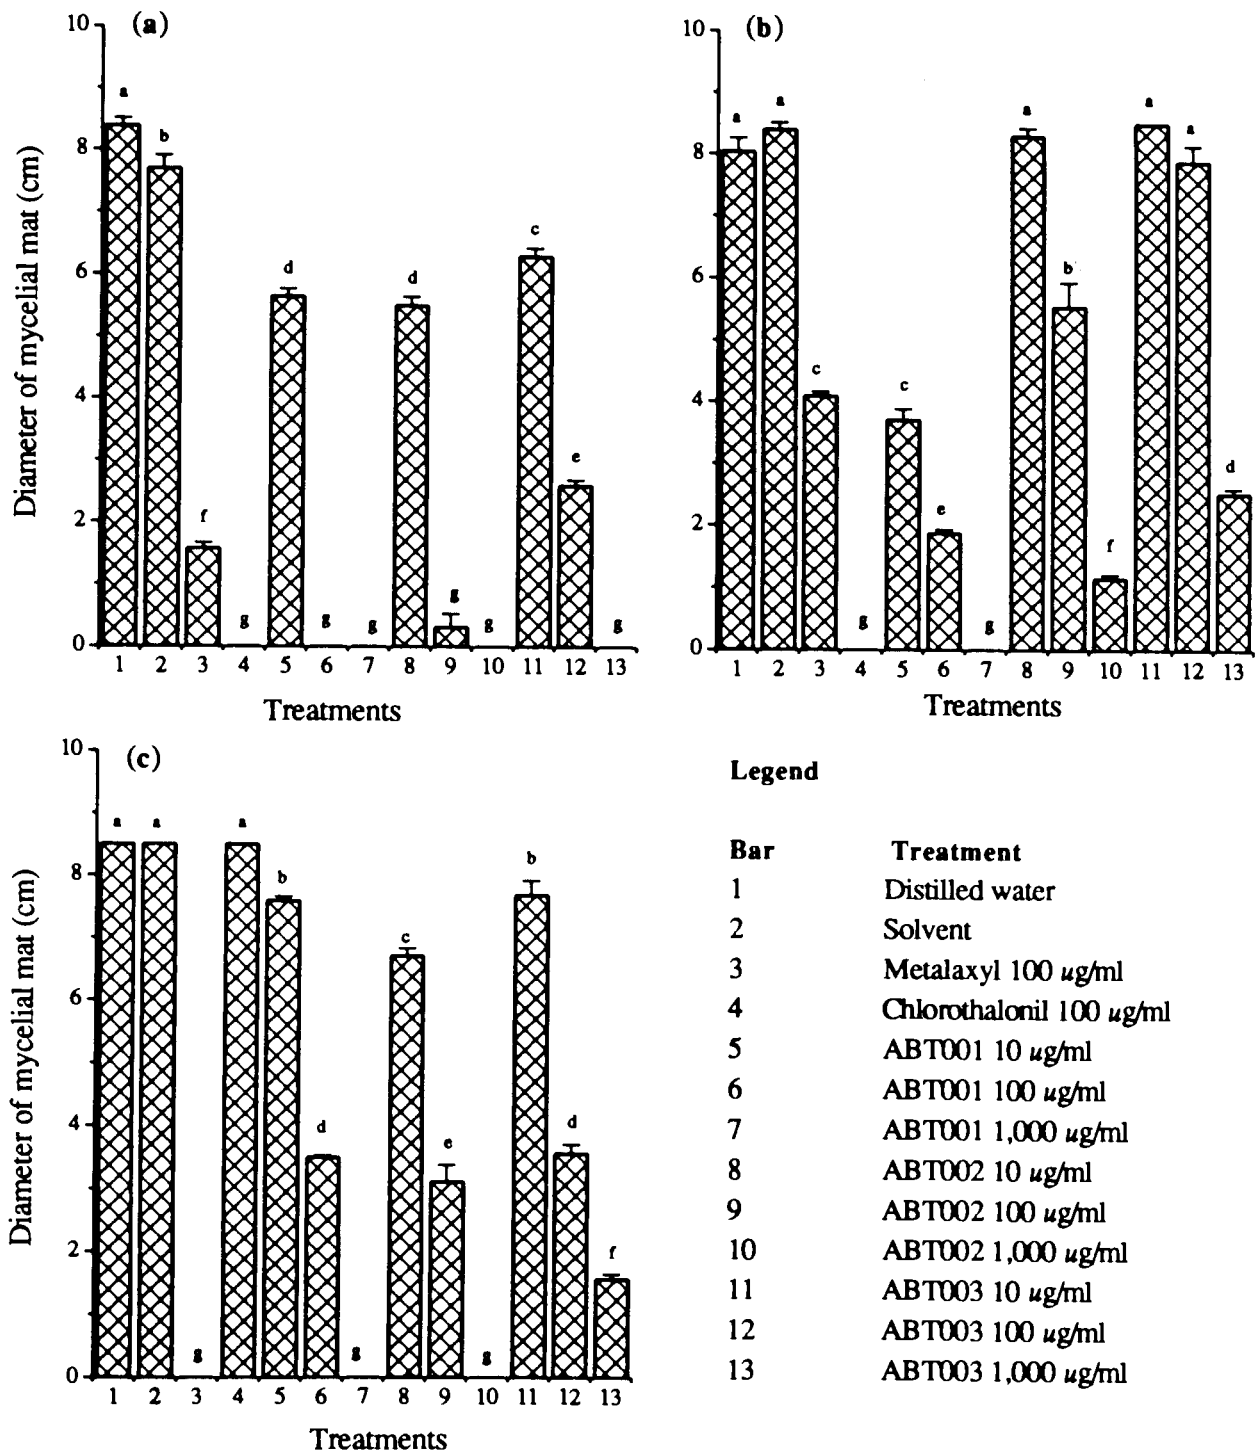 (a)
10
8
6
4
2
0
Diameter of mycelial mat (cm)
a
b
f
g
d
g
g
d
g
g
c
e
g
1 2 3 4 5 6 7 8 9 10 11 12 13
Treatments
(b)
10
8
6
4
2
0
a
a
c
g
c
e
g
a
b
f
a
a
d
1 2 3 4 5 6 7 8 9 10 11 12 13
Treatments
(c)
10
8
6
4
2
0
Diameter of mycelial mat (cm)
a
a
g
a
b
d
g
c
e
g
b
d
f
1 2 3 4 5 6 7 8 9 10 11 12 13
Treatments
Legend
Bar Treatment
1 Distilled water
2 Solvent
3 Metalaxyl 100 ug/ml
4 Chlorothalonil 100 ug/ml
5 ABT001 10 ug/ml
6 ABT001 100 ug/ml
7 ABT001 1,000 ug/ml
8 ABT002 10 ug/ml
9 ABT002 100 ug/ml
10 ABT002 1,000 ug/ml
11 ABT003 10 ug/ml
12 ABT003 100 ug/ml
13 ABT003 1,000 ug/ml